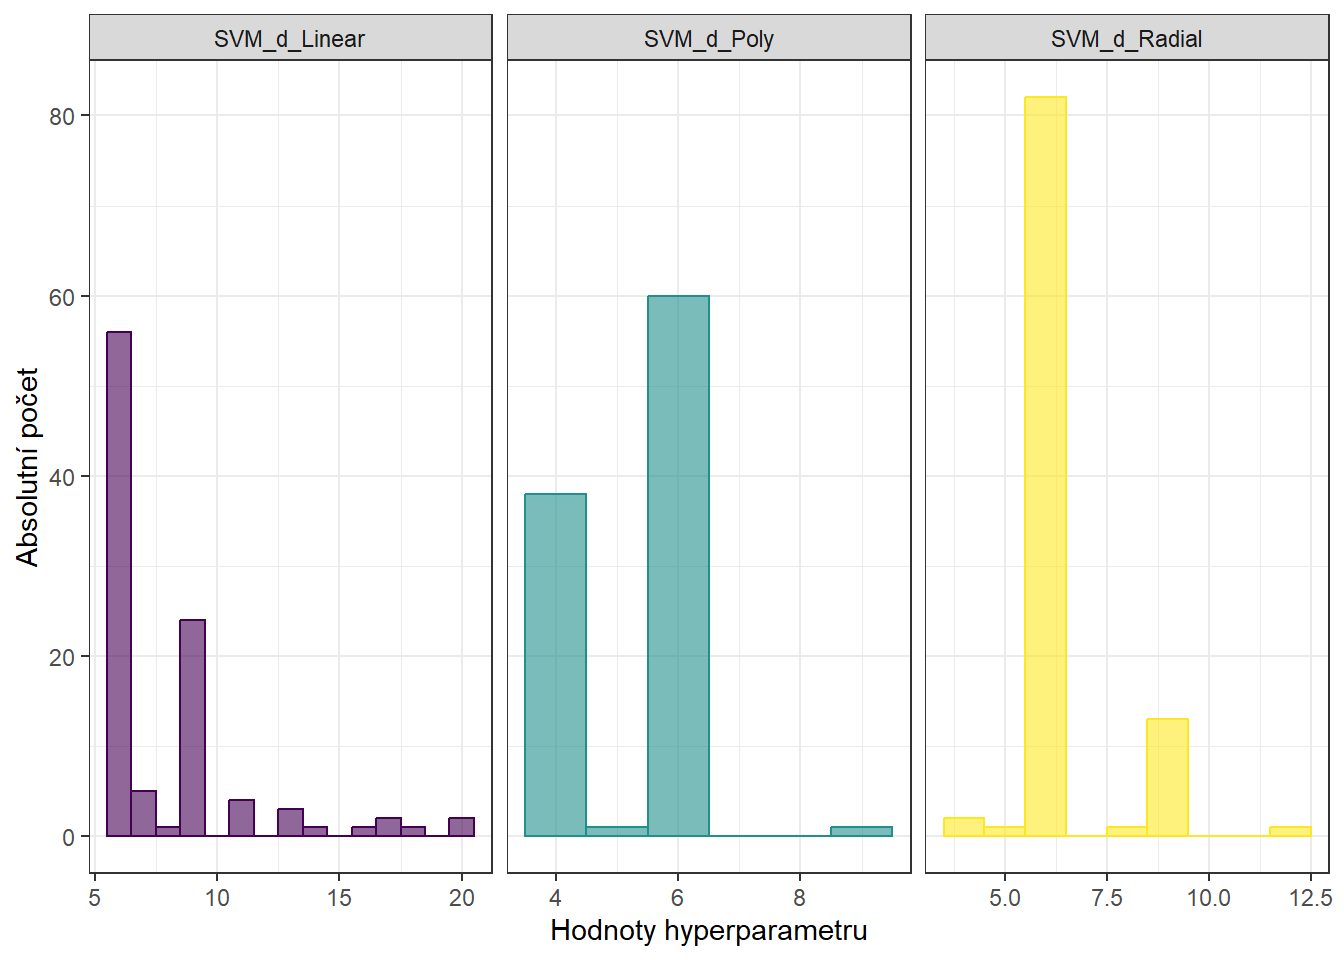 SVM_d_Linear
SVM_d_Poly
SVM_d_Radial
Absolutní počet
80
60
40
20
0
5 10 15 20
4 6 8
5.0 7.5 10.0 12.5
Hodnoty hyperparametru